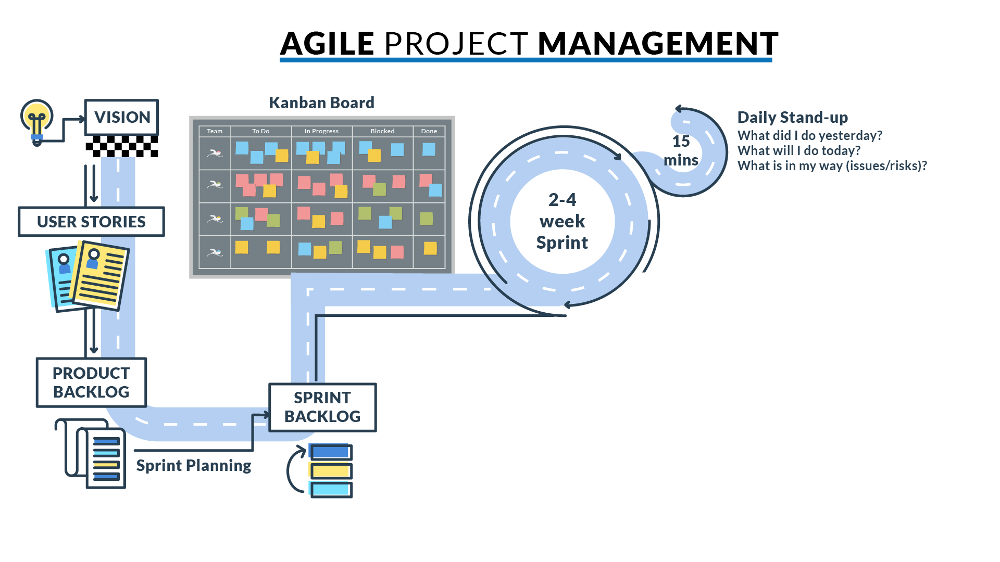 AGILE PROJECT MANAGEMENT
VISION
USER STORIES
PRODUCT
BACKLOG
Sprint Planning
SPRINT
BACKLOG
Kanban Board
Team
To Do
In Progress
Blocked
Done
2-4
week
Sprint
15
mins
Daily Stand-up
What did I do yesterday?
What will I do today?
What is in my way (issues/risks)?